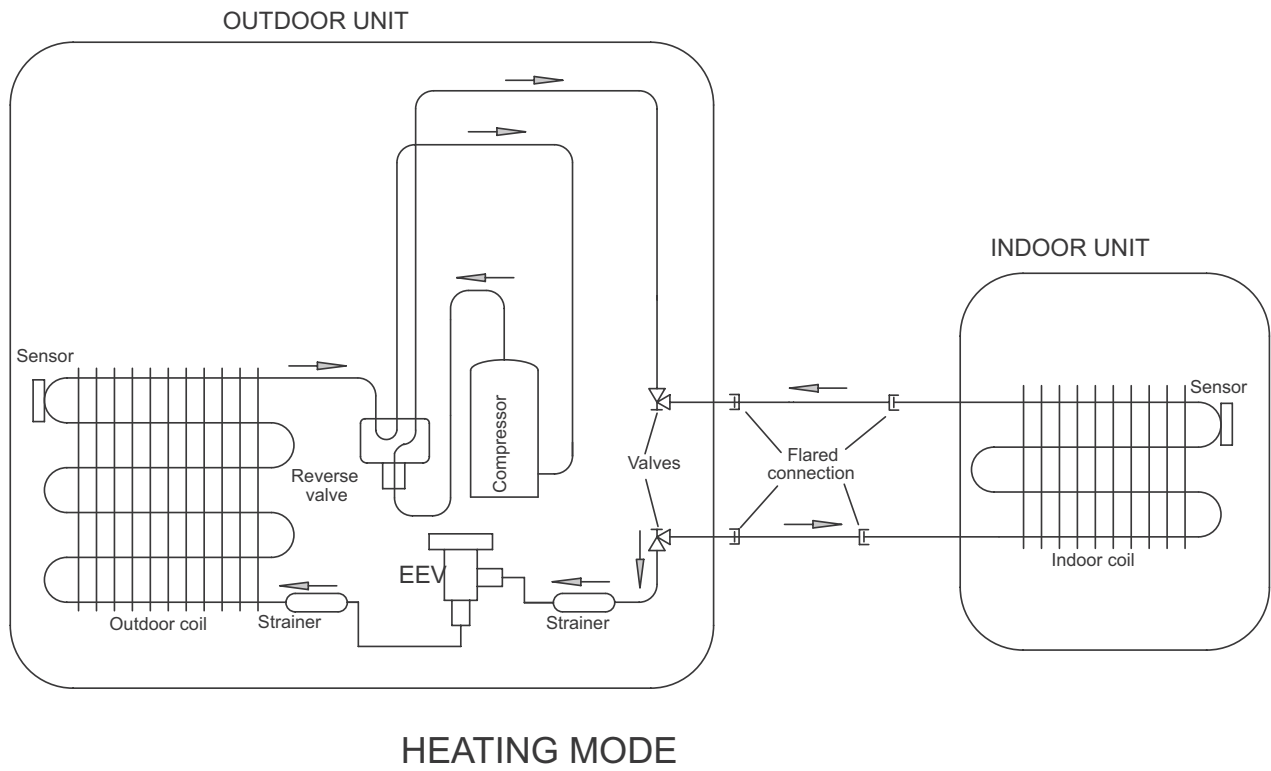 OUTDOOR UNIT
INDOOR UNIT
Sensor
Sensor
Compressor
Reverse
valve
Valves
Flared
connection
EEV
Indoor coil
Outdoor coil
Strainer
Strainer
HEATING MODE